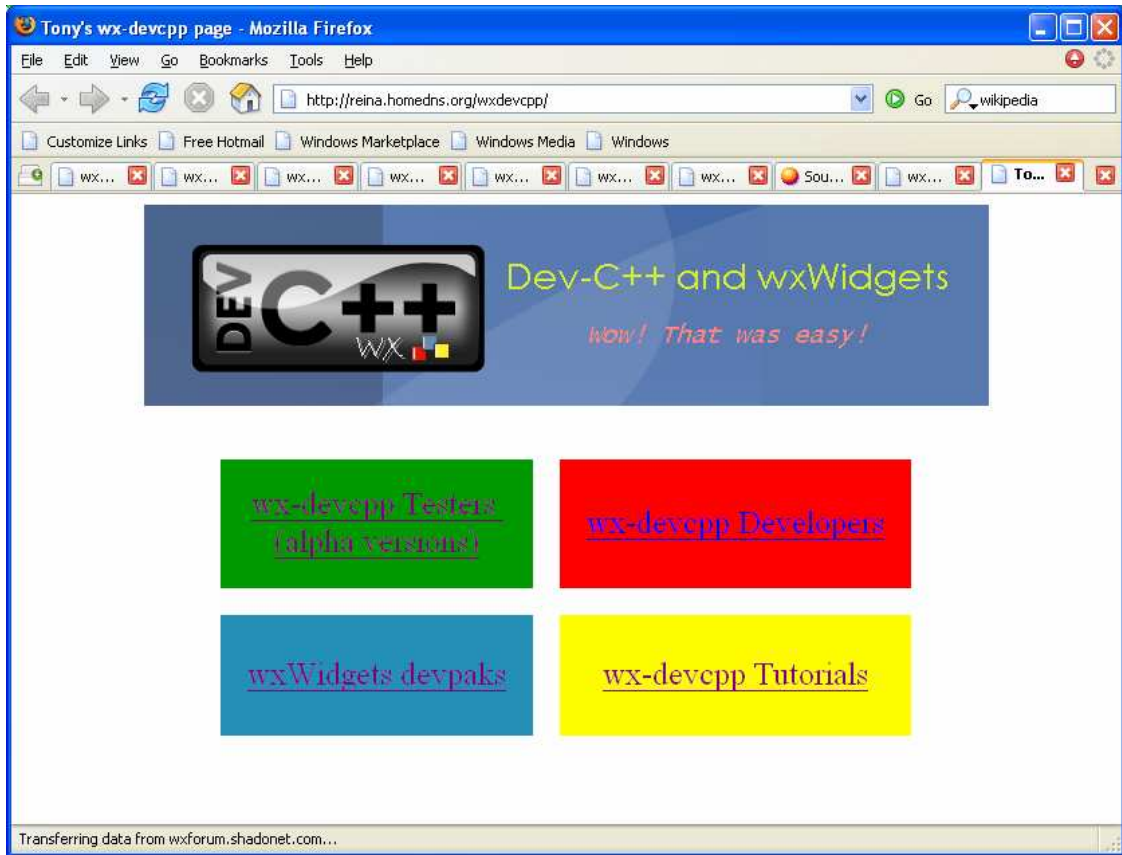 Tony's wx-devcpp page - Mozilla Firefox
File Edit View Go Bookmarks Tools Help
http://reina.homedns.org/wxdevcpp/ Go wikipedia
Customize Links Free Hotmail Windows Marketplace Windows Media Windows
wx... wx... wx... wx... wx... wx... wx... Sou... wx... To...
DEV C++ wx
Dev-C++ and wxWidgets
Wow! That was easy!
wx-devcpp Testers
(alpha versions)
wx-devcpp Developers
wxWidgets devpaks
wx-devcpp Tutorials
Transferring data from wxforum.shadonet.com...